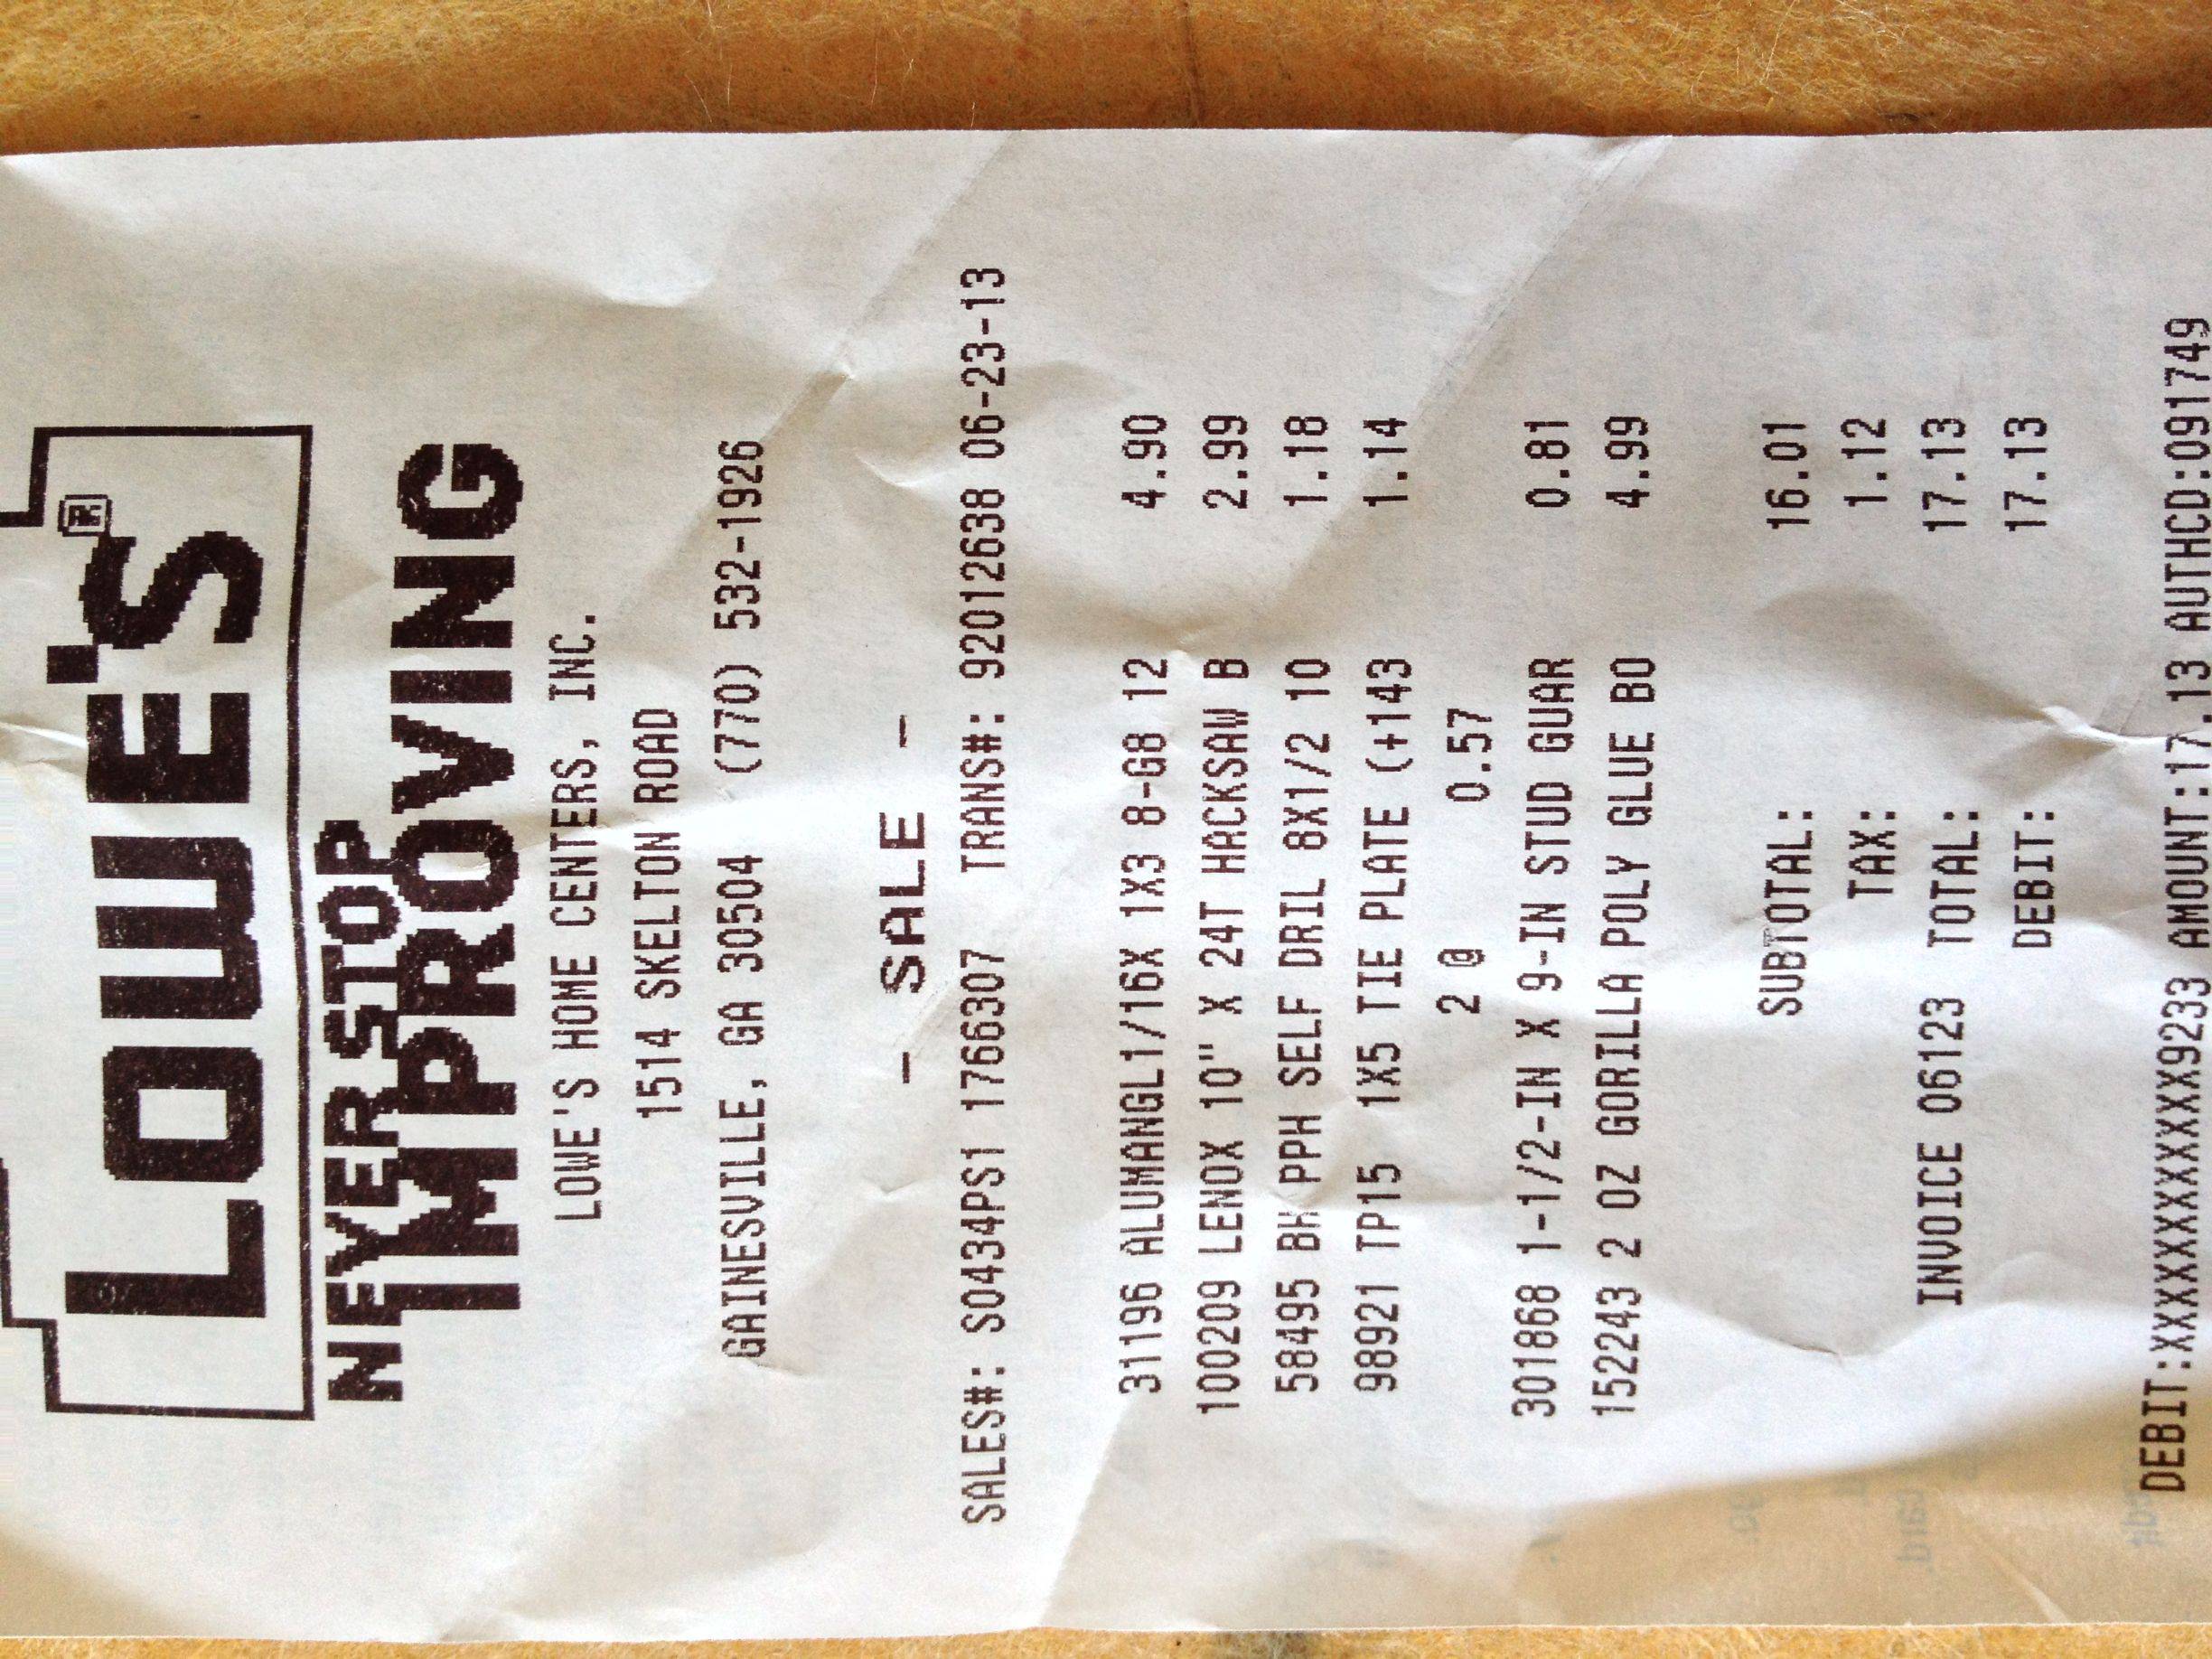 LOWE'S®
NEVER STOP
IMPROVING
LOWE'S HOME CENTERS, INC.
1514 SKELTON ROAD
GAINESVILLE, GA 30504 (770) 532-1926
- SALE -
SALES#: S0434PS1 1766307 TRANS#: 92012638 06-23-13
31196 ALUMANGL1/16X 1X3 8-G8 12 4.90
100209 LENOX 10" X 24T HACKSAW B 2.99
58495 BH PPH SELF DRIL 8X1/2 10 1.18
98921 TP15 1X5 TIE PLATE (+143 1.14
2 @ 0.57
301868 1-1/2-IN X 9-IN STUD GUAR 0.81
152243 2 OZ GORILLA POLY GLUE BO 4.99
SUBTOTAL: 16.01
TAX: 1.12
INVOICE 06123 TOTAL: 17.13
DEBIT: 17.13
DEBIT:XXXXXXXXXXXX9233 AMOUNT:17.13 AUTHCD:091749